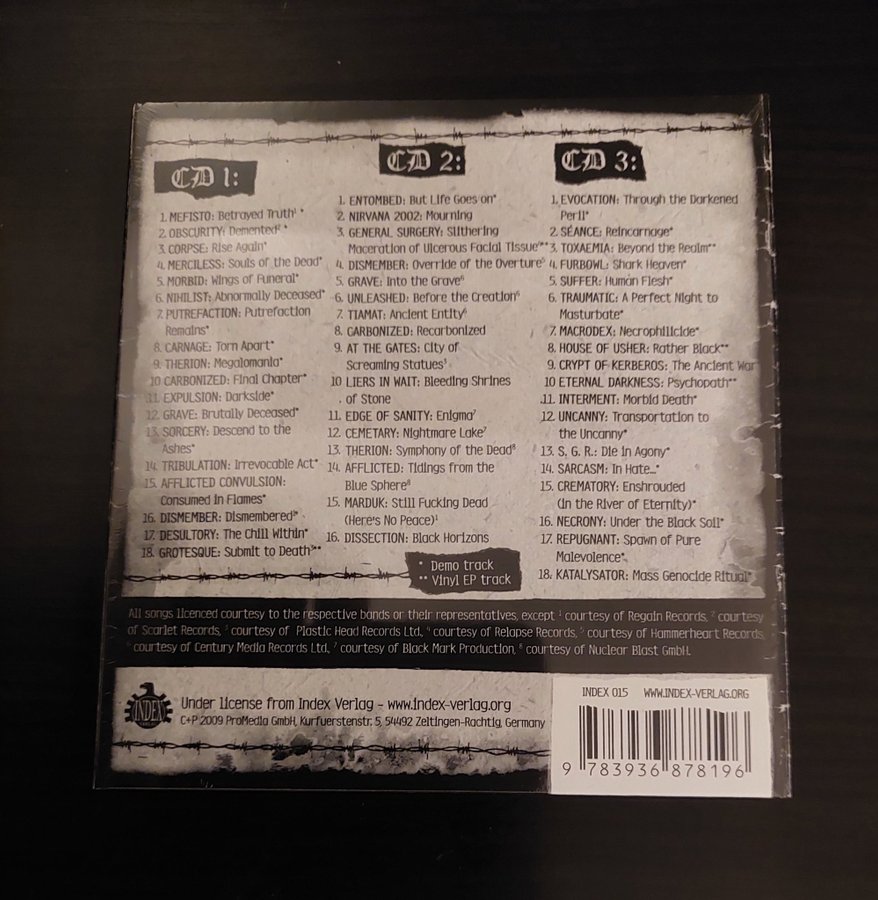 CD 1:
1. MEFISTO: Betrayed Truth¹ *
2. OBSCURITY: Demented² *
3. CORPSE: Rise Again*
4. MERCILESS: Souls of the Dead*
5. MORBID: Wings of Funeral*
6. NIHILIST: Abnormally Deceased*
7. PUTREFACTION: Putrefaction
Remains*
8. CARNAGE: Torn Apart*
9. THERION: Megalomania*
10 CARBONIZED: Final Chapter*
11. EXPULSION: Darkside*
12. GRAVE: Brutally Deceased*
13. SORCERY: Descend to the
Ashes*
14. TRIBULATION: Irrevocable Act*
15. AFFLICTED CONVULSION:
Consumed in Flames*
16. DISMEMBER: Dismembered³*
17. DESULTORY: The Chill Within*
18. GROTESQUE: Submit to Death³**
CD 2:
1. ENTOMBED: But Life Goes on*
2. NIRVANA 2002: Mourning
3. GENERAL SURGERY: Slithering
Maceration of Ulcerous Facial Tissue⁴*
4. DISMEMBER: Override of the Overture⁵
5. GRAVE: Into the Grave⁶
6. UNLEASHED: Before the Creation⁶
7. TIAMAT: Ancient Entity⁶
8. CARBONIZED: Recarbonized
9. AT THE GATES: City of
Screaming Statues³
10 LIERS IN WAIT: Bleeding Shrines
of Stone
11. EDGE OF SANITY: Enigma⁷
12. CEMETARY: Nightmare Lake⁷
13. THERION: Symphony of the Dead⁸
14. AFFLICTED: Tidings from the
Blue Sphere⁸
15. MARDUK: Still Fucking Dead
(Here's No Peace)¹
16. DISSECTION: Black Horizons
CD 3:
1. EVOCATION: Through the Darkened
Peril*
2. SÉANCE: Reincarnage*
3. TOXAEMIA: Beyond the Realm**
4. FURBOWL: Shark Heaven*
5. SUFFER: Human Flesh*
6. TRAUMATIC: A Perfect Night to
Masturbate*
7. MACRODEX: Necrophilicide*
8. HOUSE OF USHER: Rather Black**
9. CRYPT OF KERBEROS: The Ancient War
10 ETERNAL DARKNESS: Psychopath**
11. INTERMENT: Morbid Death*
12. UNCANNY: Transportation to
the Uncanny*
13. S. G. R.: Die in Agony*
14. SARCASM: In Hate...*
15. CREMATORY: Enshrouded
(In the River of Eternity)*
16. NECRONY: Under the Black Soil*
17. REPUGNANT: Spawn of Pure
Malevolence*
18. KATALYSATOR: Mass Genocide Ritual*
* Demo track
** Vinyl EP track
All songs licenced courtesy to the respective bands or their representatives, except ¹ courtesy of Regain Records, ² courtesy
of Scarlet Records, ³ courtesy of Plastic Head Records Ltd., ⁴ courtesy of Relapse Records, ⁵ courtesy of Hammerheart Records,
⁶ courtesy of Century Media Records Ltd., ⁷ courtesy of Black Mark Production, ⁸ courtesy of Nuclear Blast GmbH.
INDEX
Under license from Index Verlag - www.index-verlag.org
C+P 2009 ProMedia GmbH, Kurfuerstenstr. 5, 54492 Zeltingen-Rachtig, Germany
INDEX 015 WWW.INDEX-VERLAG.ORG
9 783936 878196